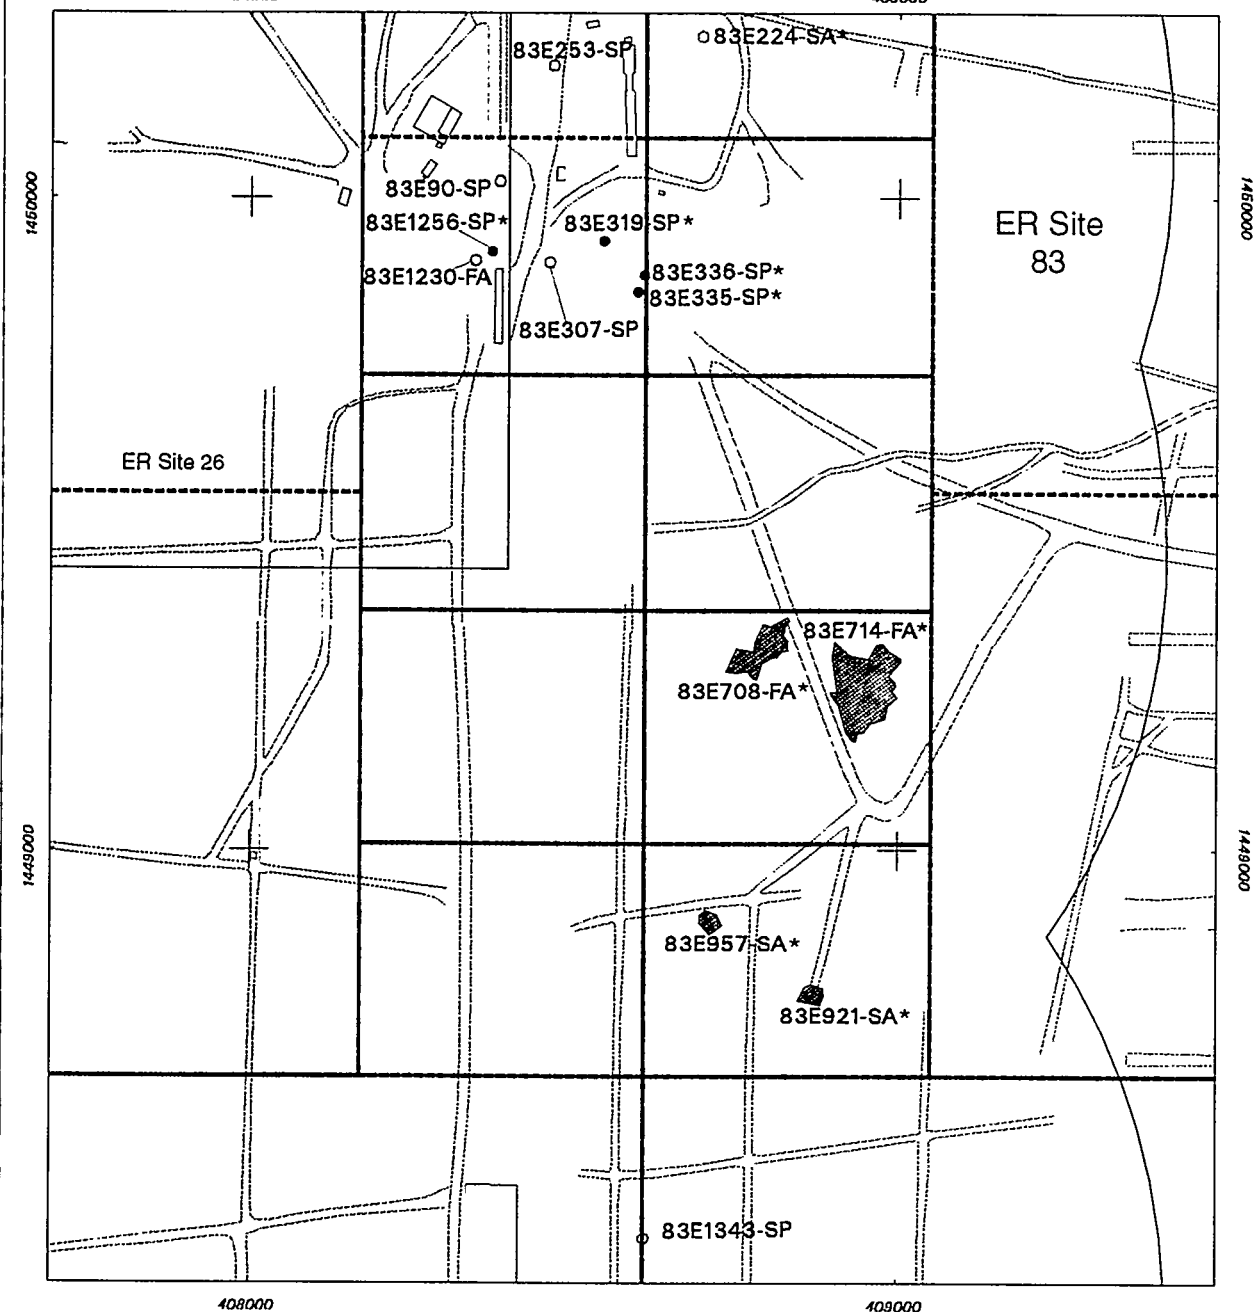 83E253-SP
83E224-SA*
83E90-SP
83E1256-SP*
83E319-SP*
83E1230-FA
83E336-SP*
83E335-SP*
83E307-SP
ER Site
83
1450000
1450000
ER Site 26
83E714-FA*
83E708-FA*
1449000
1449000
83E957-SA*
83E921-SA*
83E1343-SP
408000
409000